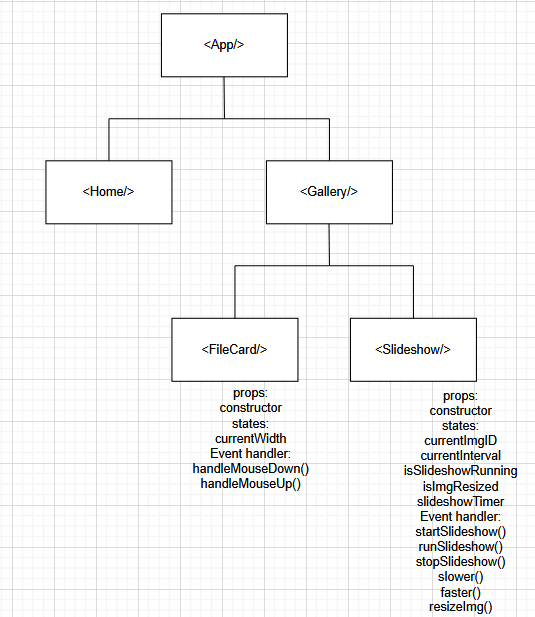 <App/>
<Home/>
<Gallery/>
<FileCard/>
<Slideshow/>
props:
constructor
states:
currentWidth
Event handler:
handleMouseDown()
handleMouseUp()
props:
constructor
states:
currentImgID
currentInterval
isSlideshowRunning
isImgResized
slideshowTimer
Event handler:
startSlideshow()
runSlideshow()
stopSlideshow()
slower()
faster()
resizeImg()